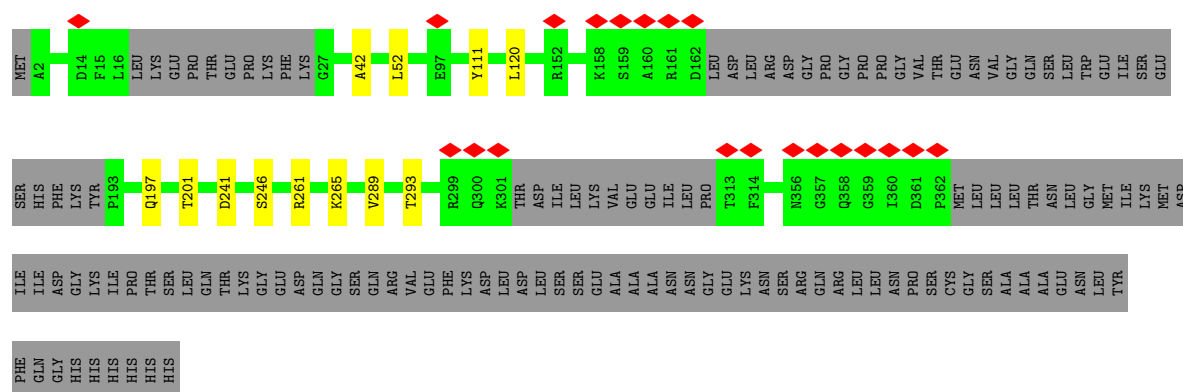 MET A2 D14 F15 L16 LEU LYS GLU PRO THR GLU PRO LYS PHE LYS G27 A42 L52 E97 Y111 L120 R152 K158 S159 A160 R161 D162 LEU ASP LEU ARG ASP GLY PRO GLY PRO PRO GLY VAL THR GLU ASN VAL GLY GLN SER LEU TRP GLU ILE SER GLU
SER HIS PHE LYS TYR P193 Q197 T201 D241 S246 R261 K265 V289 T293 R299 Q300 K301 THR ASP ILE LEU LYS VAL GLU GLU ILE LEU PRO T313 F314 N356 G357 Q358 G359 I360 D361 P362 MET LEU LEU LEU THR ASN LEU GLY MET ILE LYS MET ASP
ILE ILE ASP GLY LYS ILE PRO THR SER LEU GLN THR LYS GLY GLU ASP GLN GLY SER GLN ARG VAL GLU PHE LYS ASP LEU ASP LEU SER SER GLU ALA ALA ALA ASN ASN GLY GLU LYS ASN SER ARG GLN ARG LEU LEU ASN PRO SER CYS GLY SER ALA ALA ALA GLU ASN LEU TYR
PHE GLN GLY HIS HIS HIS HIS HIS HIS